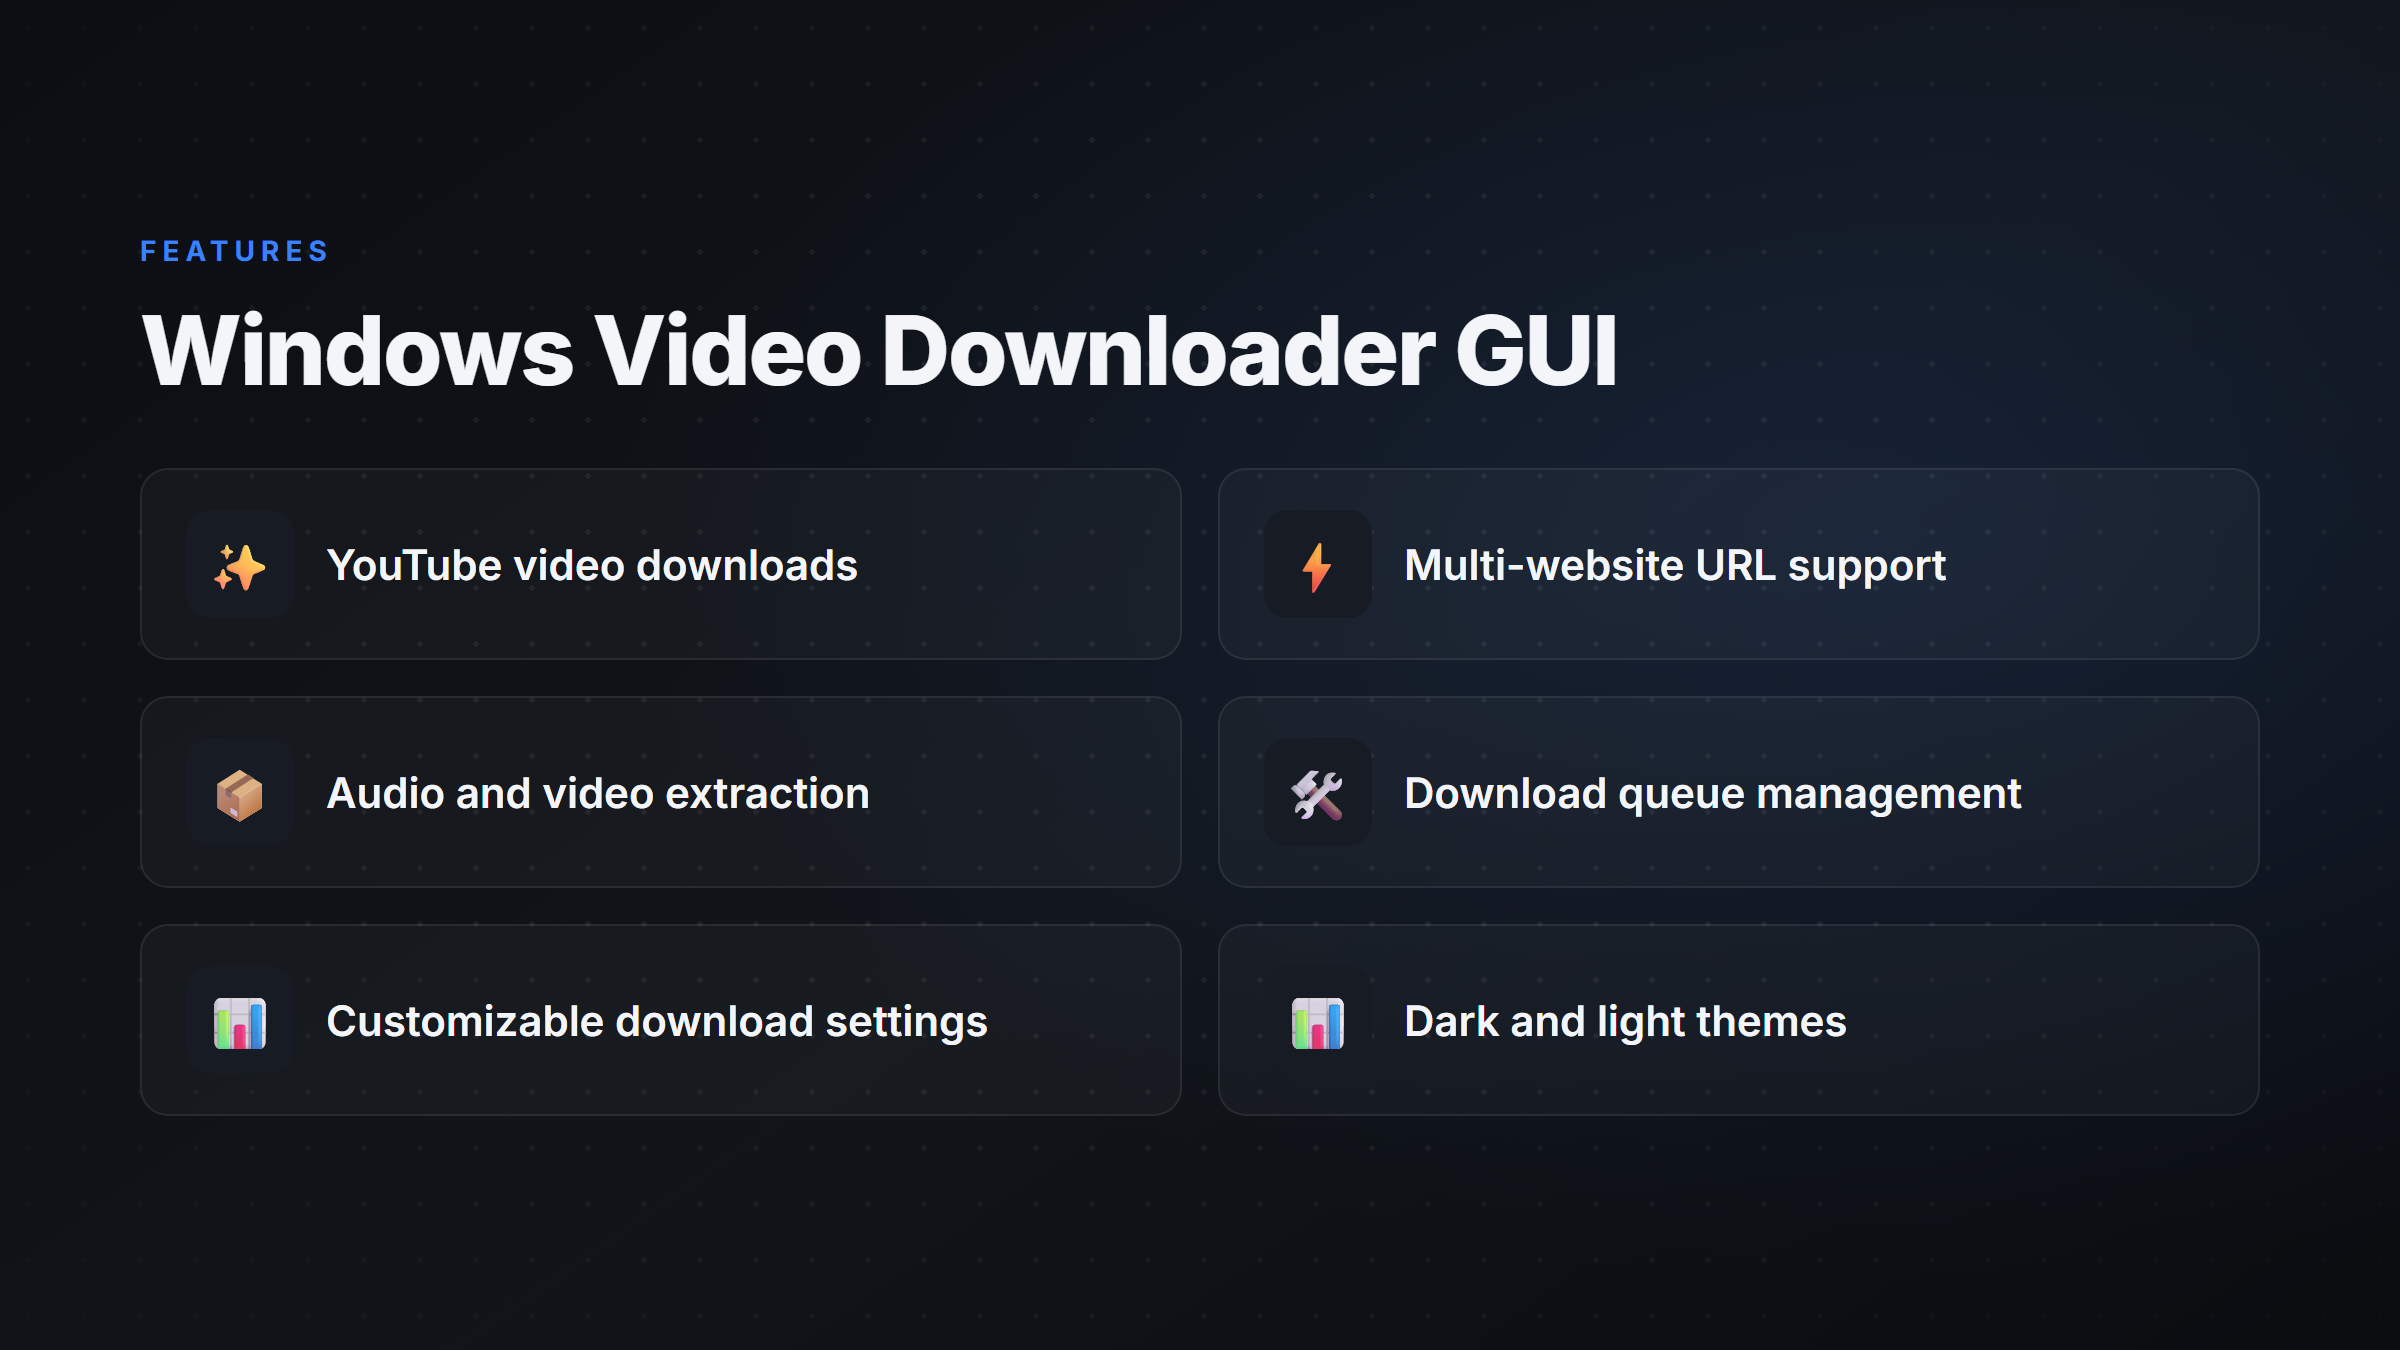 FEATURES
Windows Video Downloader GUI
YouTube video downloads
Multi-website URL support
Audio and video extraction
Download queue management
Customizable download settings
Dark and light themes